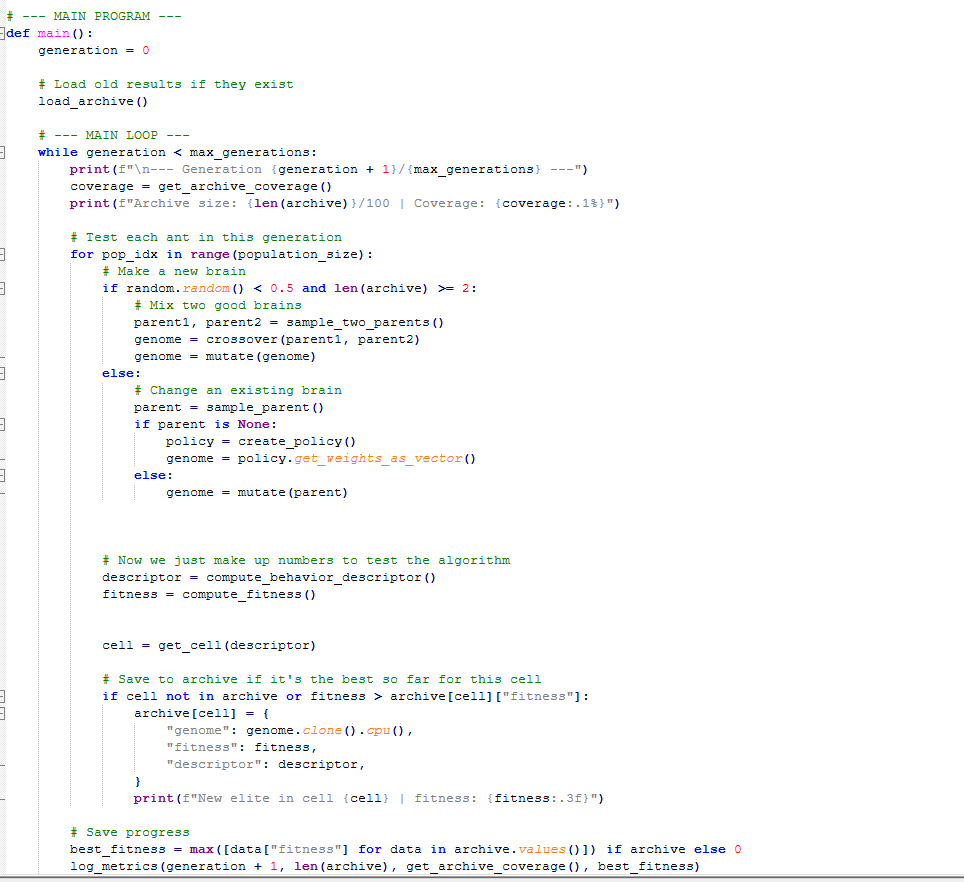 # --- MAIN PROGRAM ---
def main():
    generation = 0
    # Load old results if they exist
    load_archive()
    # --- MAIN LOOP ---
    while generation < max_generations:
        print(f"\n--- Generation {generation + 1}/{max_generations} ---")
        coverage = get_archive_coverage()
        print(f"Archive size: {len(archive)}/100 | Coverage: {coverage:.1%}")
        # Test each ant in this generation
        for pop_idx in range(population_size):
            # Make a new brain
            if random.random() < 0.5 and len(archive) >= 2:
                # Mix two good brains
                parent1, parent2 = sample_two_parents()
                genome = crossover(parent1, parent2)
                genome = mutate(genome)
            else:
                # Change an existing brain
                parent = sample_parent()
                if parent is None:
                    policy = create_policy()
                    genome = policy.get_weights_as_vector()
                else:
                    genome = mutate(parent)
            # Now we just make up numbers to test the algorithm
            descriptor = compute_behavior_descriptor()
            fitness = compute_fitness()
            cell = get_cell(descriptor)
            # Save to archive if it's the best so far for this cell
            if cell not in archive or fitness > archive[cell]["fitness"]:
                archive[cell] = {
                    "genome": genome.clone().cpu(),
                    "fitness": fitness,
                    "descriptor": descriptor,
                }
                print(f"New elite in cell {cell} | fitness: {fitness:.3f}")
        # Save progress
        best_fitness = max([data["fitness"] for data in archive.values()]) if archive else 0
        log_metrics(generation + 1, len(archive), get_archive_coverage(), best_fitness)